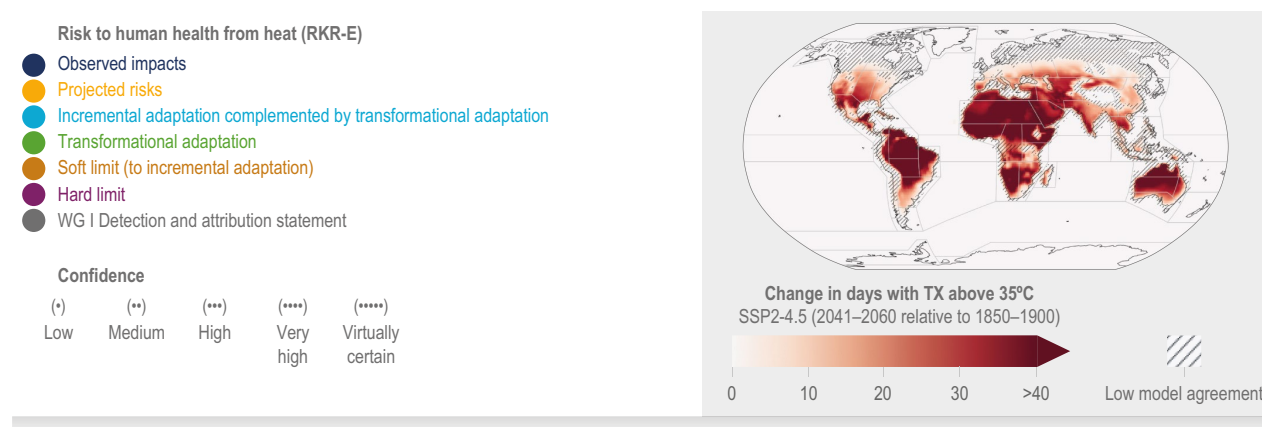 Risk to human health from heat (RKR-E)
Observed impacts
Projected risks
Incremental adaptation complemented by transformational adaptation
Transformational adaptation
Soft limit (to incremental adaptation)
Hard limit
WG I Detection and attribution statement
Confidence
(•) (••) (•••) (••••) (•••••)
Low Medium High Very high Virtually certain
Change in days with TX above 35ºC
SSP2-4.5 (2041–2060 relative to 1850–1900)
0 10 20 30 >40 Low model agreement